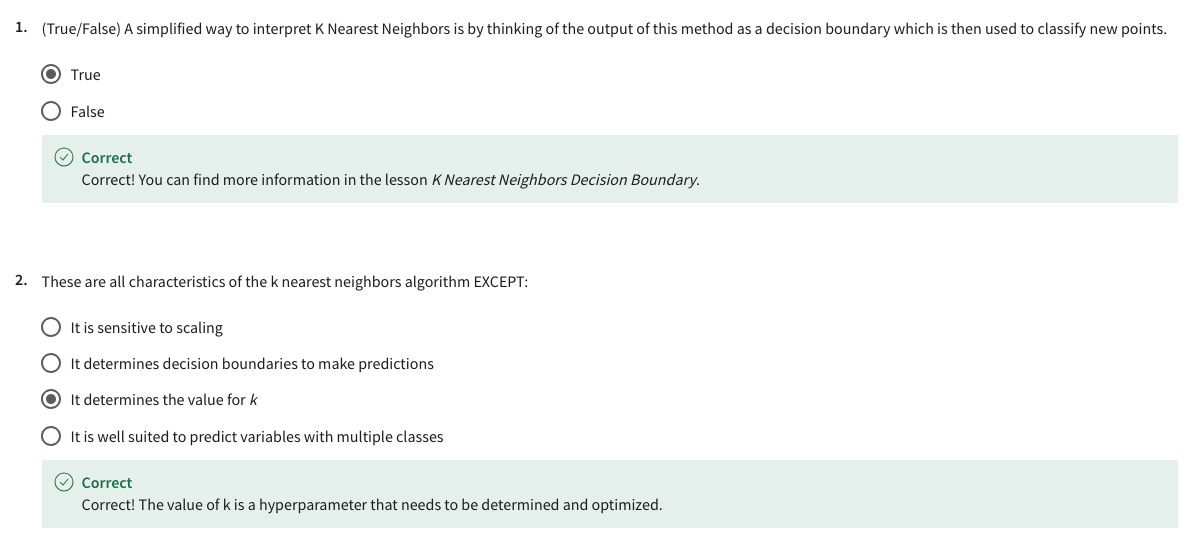 1. (True/False) A simplified way to interpret K Nearest Neighbors is by thinking of the output of this method as a decision boundary which is then used to classify new points.
True
False
Correct
Correct! You can find more information in the lesson K Nearest Neighbors Decision Boundary.
2. These are all characteristics of the k nearest neighbors algorithm EXCEPT:
It is sensitive to scaling
It determines decision boundaries to make predictions
It determines the value for k
It is well suited to predict variables with multiple classes
Correct
Correct! The value of k is a hyperparameter that needs to be determined and optimized.